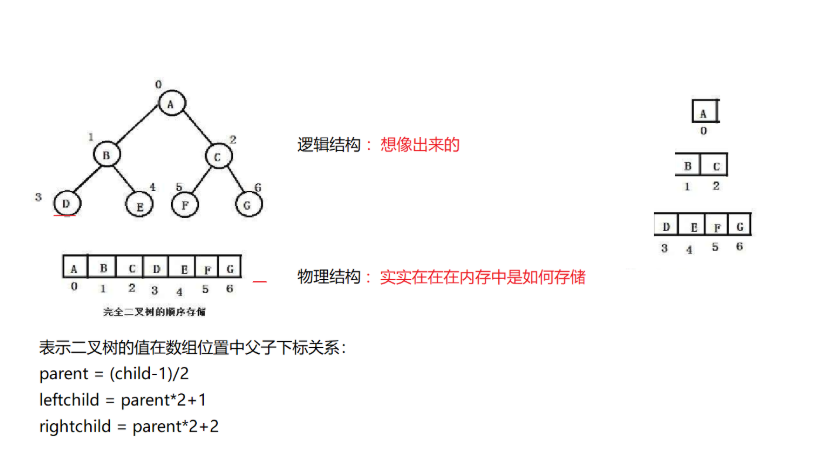 0
A
1
2
B
C
3
4
5
6
D
E
F
G
逻辑结构：想像出来的
A
0
B C
1 2
D E F G
3 4 5 6
A B C D E F G
0 1 2 3 4 5 6
完全二叉树的顺序存储
物理结构：实实在在在内存中是如何存储
表示二叉树的值在数组位置中父子下标关系：
parent = (child-1)/2
leftchild = parent*2+1
rightchild = parent*2+2